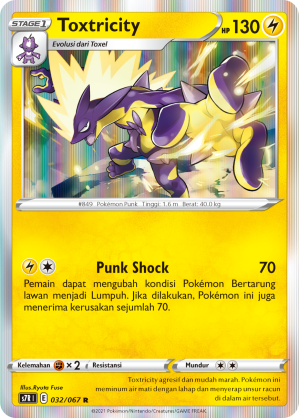 STAGE 1 Toxtricity HP 130
Evolusi dari Toxel
#849 Pokémon Punk Tinggi: 1.6 m Berat: 40.0 kg
Punk Shock 70
Pemain dapat mengubah kondisi Pokémon Bertarung
lawan menjadi Lumpuh. Jika dilakukan, Pokémon ini juga
menerima kerusakan sejumlah 70.
Kelemahan × 2 Resistansi Mundur
Illus. Ryuta Fuse
S7R E 032/067 R
Toxtricity agresif dan mudah marah. Pokémon ini
meminum air mati dengan lahap dan menyerap unsur racun
di dalam air tersebut.
©2021 Pokémon/Nintendo/Creatures/GAME FREAK.